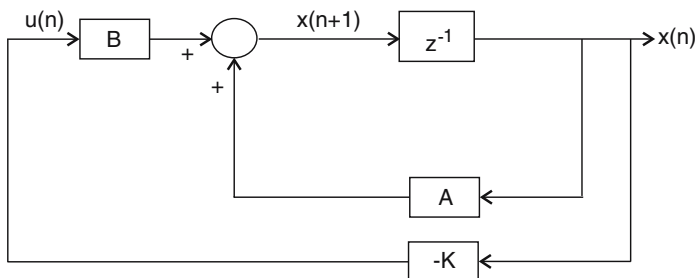 u(n)
B
+
+
x(n+1)
z⁻¹
x(n)
A
-K